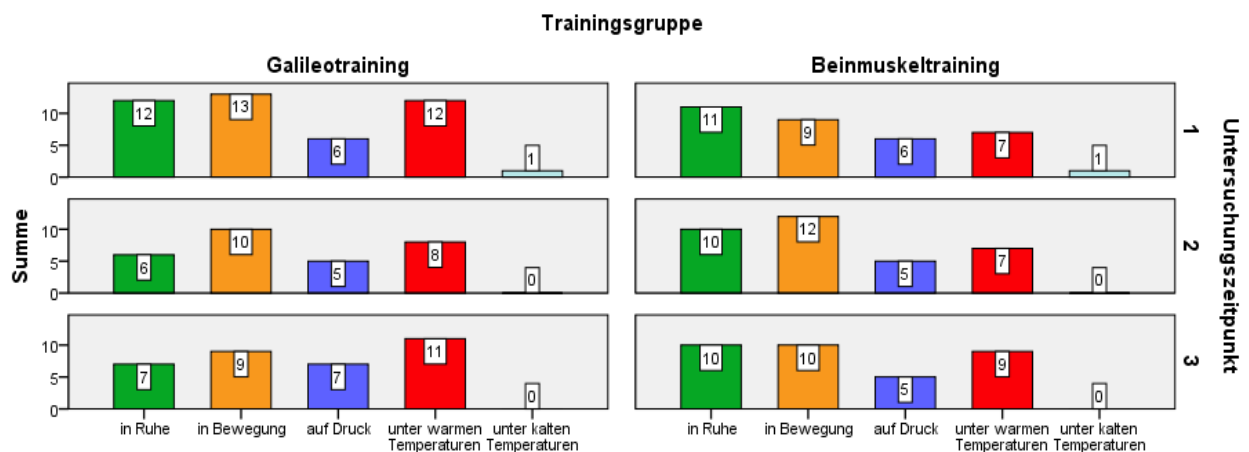 Trainingsgruppe
Galileotraining
Beinmuskeltraining
Summe
Untersuchungszeitpunkt
10
5
0
12
13
6
12
1
11
9
6
7
1
1
10
5
0
6
10
5
8
0
10
12
5
7
0
2
10
5
0
7
9
7
11
0
10
10
5
9
0
3
in Ruhe
in Bewegung
auf Druck
unter warmen
Temperaturen
unter kalten
Temperaturen
in Ruhe
in Bewegung
auf Druck
unter warmen
Temperaturen
unter kalten
Temperaturen